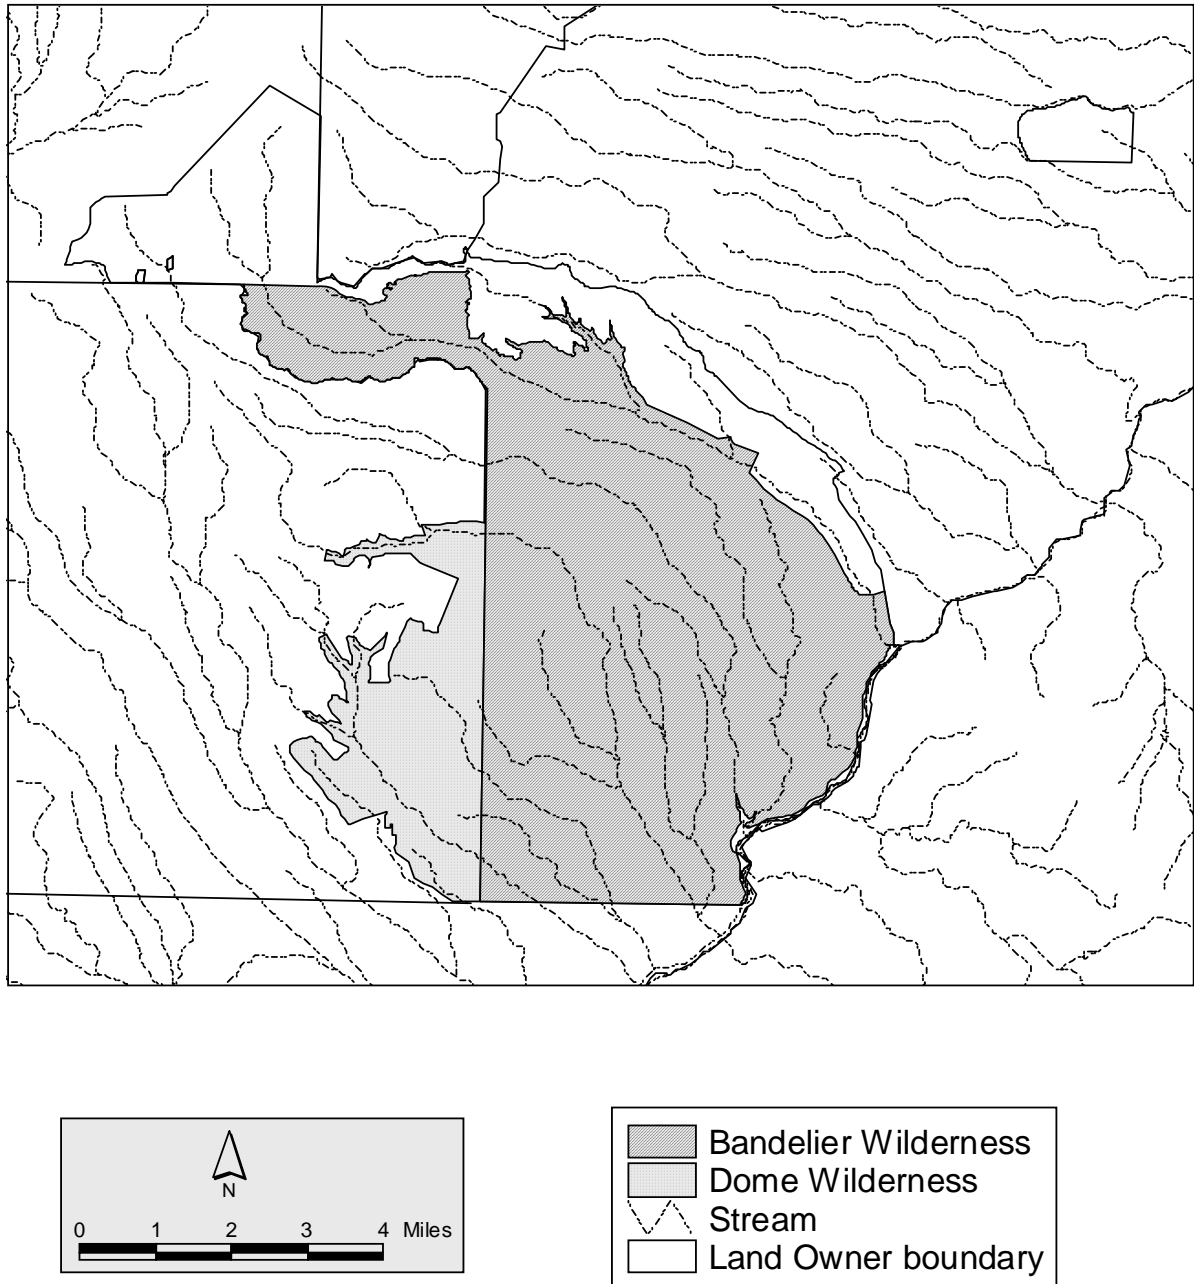 N
0 1 2 3 4 Miles
Bandelier Wilderness
Dome Wilderness
Stream
Land Owner boundary